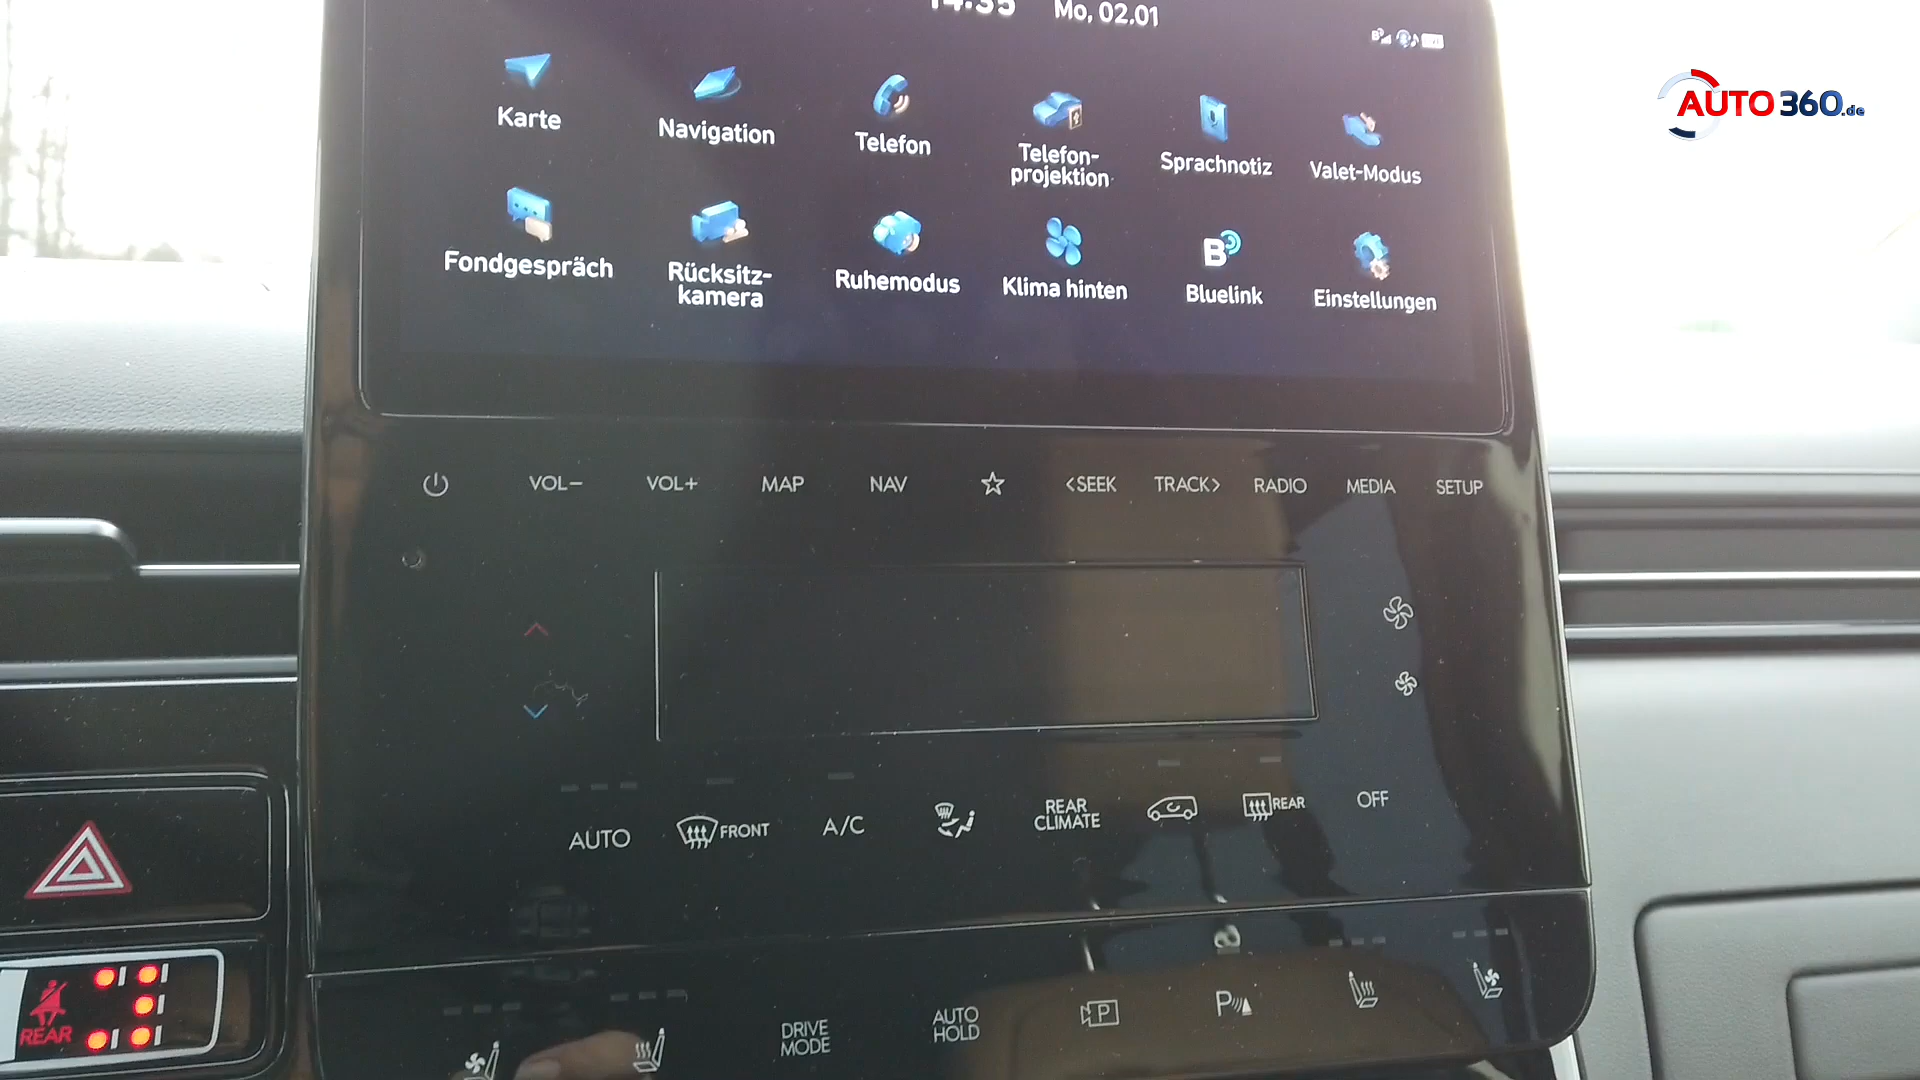 14:35 Mo, 02.01
AUTO360.de
Karte Navigation Telefon Telefon-
projektion Sprachnotiz Valet-Modus
Fondgespräch Rücksitz-
kamera Ruhemodus Klima hinten Bluelink Einstellungen
VOL− VOL+ MAP NAV <SEEK TRACK> RADIO MEDIA SETUP
AUTO FRONT A/C REAR
CLIMATE REAR OFF
REAR
DRIVE
MODE
AUTO
HOLD
P
P